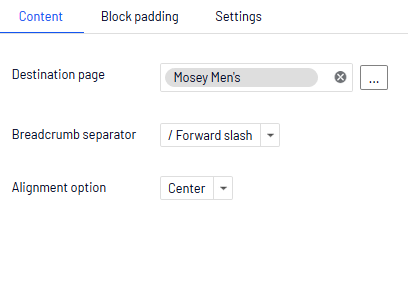 Content Block padding Settings
Destination page Mosey Men's ...
Breadcrumb separator / Forward slash
Alignment option Center